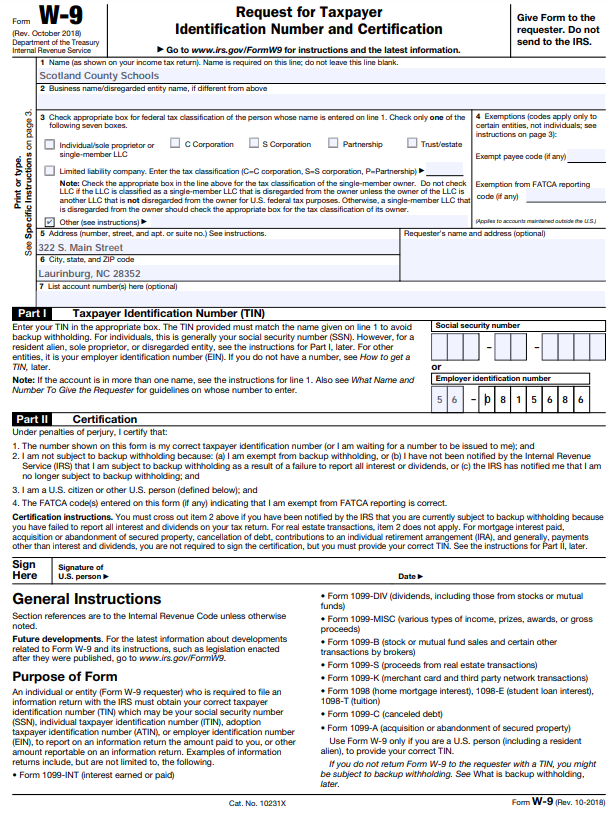 Form W-9
(Rev. October 2018)
Department of the Treasury
Internal Revenue Service
Request for Taxpayer
Identification Number and Certification
▶ Go to www.irs.gov/FormW9 for instructions and the latest information.
Give Form to the
requester. Do not
send to the IRS.
Print or type.
See Specific Instructions on page 3.
1 Name (as shown on your income tax return). Name is required on this line; do not leave this line blank.
Scotland County Schools
2 Business name/disregarded entity name, if different from above
3 Check appropriate box for federal tax classification of the person whose name is entered on line 1. Check only one of the
following seven boxes.
Individual/sole proprietor or
single-member LLC
C Corporation
S Corporation
Partnership
Trust/estate
Limited liability company. Enter the tax classification (C=C corporation, S=S corporation, P=Partnership) ▶
Note: Check the appropriate box in the line above for the tax classification of the single-member owner. Do not check
LLC if the LLC is classified as a single-member LLC that is disregarded from the owner unless the owner of the LLC is
another LLC that is not disregarded from the owner for U.S. federal tax purposes. Otherwise, a single-member LLC that
is disregarded from the owner should check the appropriate box for the tax classification of its owner.
Other (see instructions) ▶
4 Exemptions (codes apply only to
certain entities, not individuals; see
instructions on page 3):
Exempt payee code (if any)
Exemption from FATCA reporting
code (if any)
(Applies to accounts maintained outside the U.S.)
5 Address (number, street, and apt. or suite no.) See instructions.
322 S. Main Street
Requester's name and address (optional)
6 City, state, and ZIP code
Laurinburg, NC 28352
7 List account number(s) here (optional)
Part I Taxpayer Identification Number (TIN)
Enter your TIN in the appropriate box. The TIN provided must match the name given on line 1 to avoid
backup withholding. For individuals, this is generally your social security number (SSN). However, for a
resident alien, sole proprietor, or disregarded entity, see the instructions for Part I, later. For other
entities, it is your employer identification number (EIN). If you do not have a number, see How to get a
TIN, later.
Note: If the account is in more than one name, see the instructions for line 1. Also see What Name and
Number To Give the Requester for guidelines on whose number to enter.
Social security number
– –
or
Employer identification number
5 6 – 0 8 1 5 6 8 6
Part II Certification
Under penalties of perjury, I certify that:
1. The number shown on this form is my correct taxpayer identification number (or I am waiting for a number to be issued to me); and
2. I am not subject to backup withholding because: (a) I am exempt from backup withholding, or (b) I have not been notified by the Internal Revenue
Service (IRS) that I am subject to backup withholding as a result of a failure to report all interest or dividends, or (c) the IRS has notified me that I am
no longer subject to backup withholding; and
3. I am a U.S. citizen or other U.S. person (defined below); and
4. The FATCA code(s) entered on this form (if any) indicating that I am exempt from FATCA reporting is correct.
Certification instructions. You must cross out item 2 above if you have been notified by the IRS that you are currently subject to backup withholding because
you have failed to report all interest and dividends on your tax return. For real estate transactions, item 2 does not apply. For mortgage interest paid,
acquisition or abandonment of secured property, cancellation of debt, contributions to an individual retirement arrangement (IRA), and generally, payments
other than interest and dividends, you are not required to sign the certification, but you must provide your correct TIN. See the instructions for Part II, later.
Sign
Here
Signature of
U.S. person ▶
Date ▶
General Instructions
Section references are to the Internal Revenue Code unless otherwise
noted.
Future developments. For the latest information about developments
related to Form W-9 and its instructions, such as legislation enacted
after they were published, go to www.irs.gov/FormW9.
Purpose of Form
An individual or entity (Form W-9 requester) who is required to file an
information return with the IRS must obtain your correct taxpayer
identification number (TIN) which may be your social security number
(SSN), individual taxpayer identification number (ITIN), adoption
taxpayer identification number (ATIN), or employer identification number
(EIN), to report on an information return the amount paid to you, or other
amount reportable on an information return. Examples of information
returns include, but are not limited to, the following.
• Form 1099-INT (interest earned or paid)
• Form 1099-DIV (dividends, including those from stocks or mutual
funds)
• Form 1099-MISC (various types of income, prizes, awards, or gross
proceeds)
• Form 1099-B (stock or mutual fund sales and certain other
transactions by brokers)
• Form 1099-S (proceeds from real estate transactions)
• Form 1099-K (merchant card and third party network transactions)
• Form 1098 (home mortgage interest), 1098-E (student loan interest),
1098-T (tuition)
• Form 1099-C (canceled debt)
• Form 1099-A (acquisition or abandonment of secured property)
Use Form W-9 only if you are a U.S. person (including a resident
alien), to provide your correct TIN.
If you do not return Form W-9 to the requester with a TIN, you might
be subject to backup withholding. See What is backup withholding,
later.
Cat. No. 10231X
Form W-9 (Rev. 10-2018)